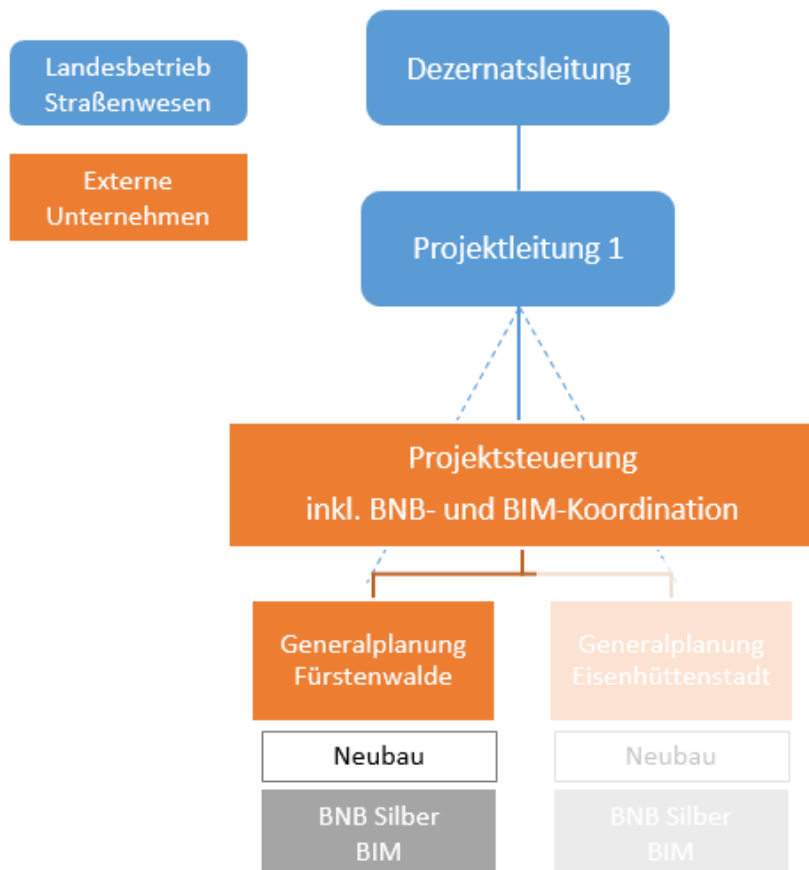 Landesbetrieb
Straßenwesen
Externe
Unternehmen
Dezernatsleitung
Projektleitung 1
Projektsteuerung
inkl. BNB- und BIM-Koordination
Generalplanung
Fürstenwalde
Neubau
BNB Silber
BIM
Generalplanung
Eisenhüttenstadt
Neubau
BNB Silber
BIM